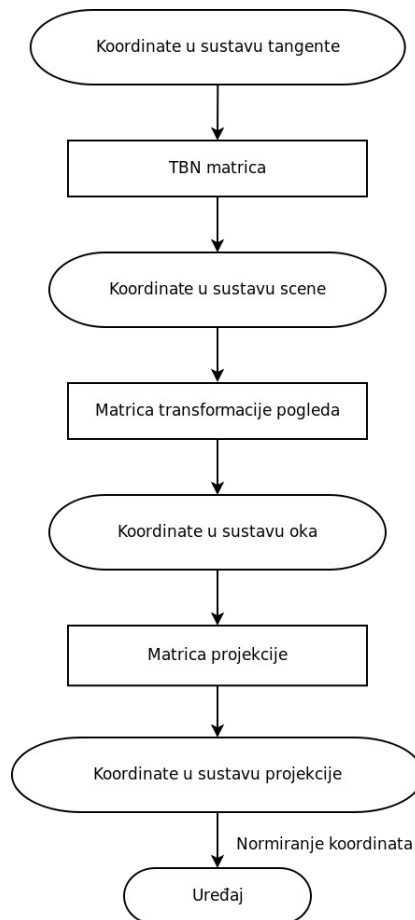 Koordinate u sustavu tangente
TBN matrica
Koordinate u sustavu scene
Matrica transformacije pogleda
Koordinate u sustavu oka
Matrica projekcije
Koordinate u sustavu projekcije
Normiranje koordinata
Uređaj